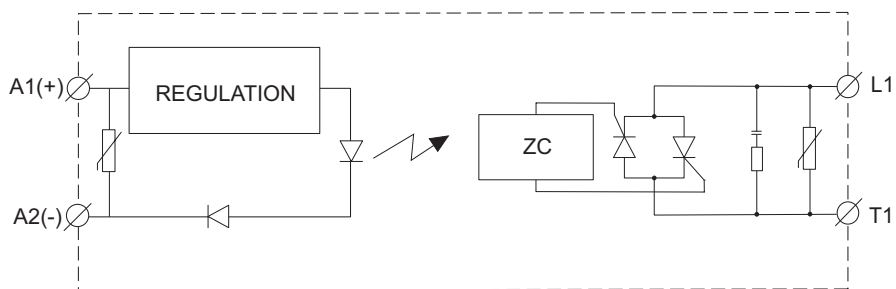 A1(+)
REGULATION
L1
ZC
A2(-)
T1